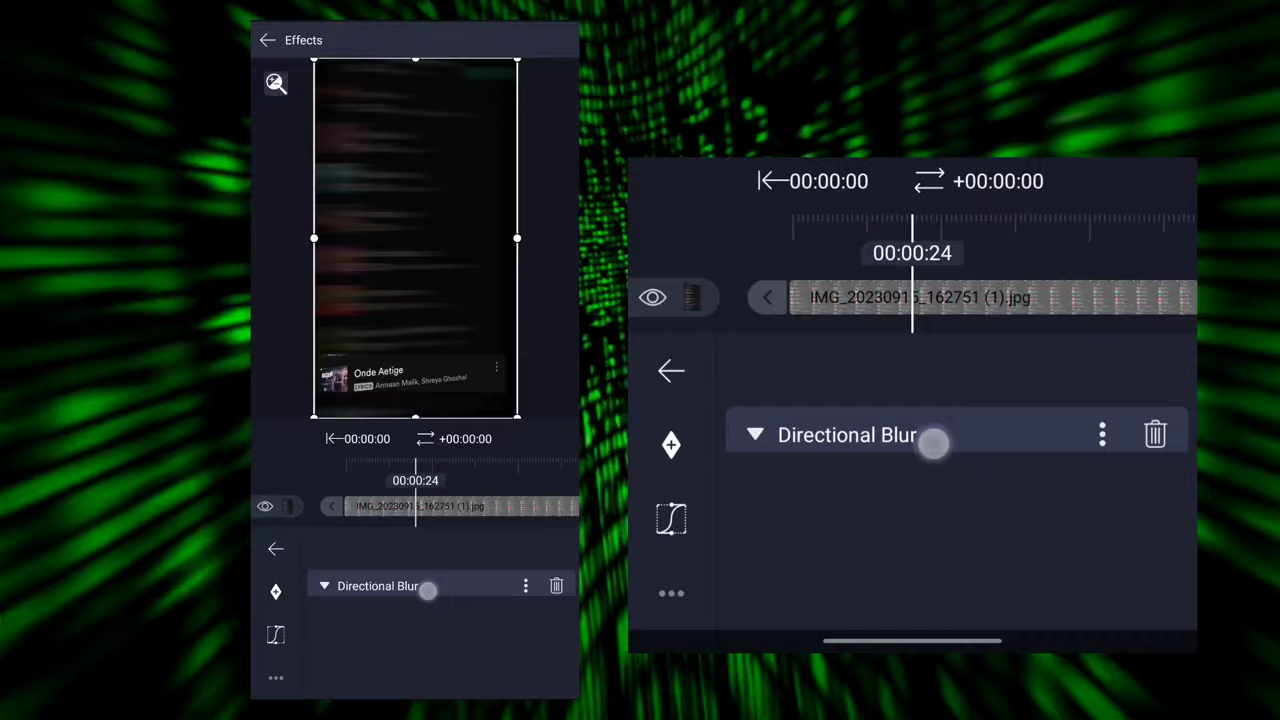 Effects
Onde Aetige
LYRICS Armaan Malik, Shreya Ghoshal
00:00:00 +00:00:00
00:00:24
IMG_20230915_162751 (1).jpg
Directional Blur
00:00:00 +00:00:00
00:00:24
IMG_20230915_162751 (1).jpg
Directional Blur